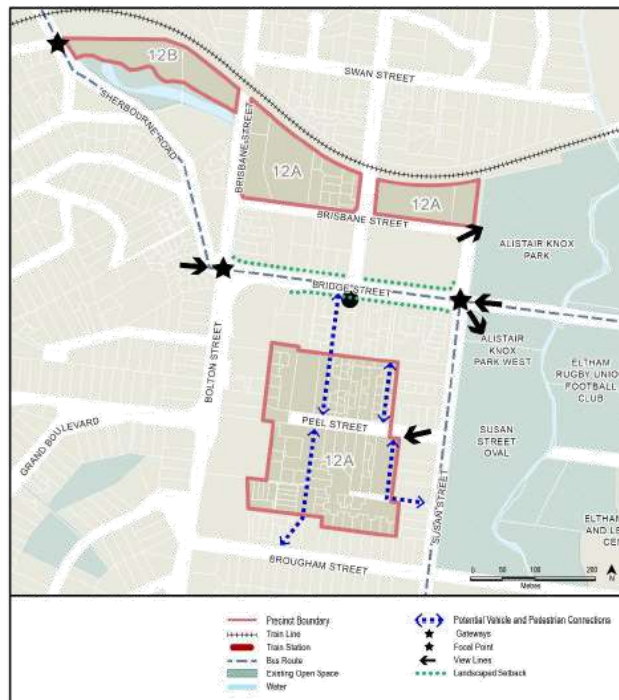 12B
SWAN STREET
SHERBOURNE ROAD
BRISBANE STREET
12A
12A
BRISBANE STREET
ALISTAIR KNOX
PARK
BRIDGE STREET
ALISTAIR
KNOX
PARK WEST
ELTHAM
RUGBY UNION
FOOTBALL
CLUB
BOLTON STREET
GRAND BOULEVARD
PEEL STREET
12A
SUSAN
STREET
OVAL
SUSAN STREET
BROUGHAM STREET
ELTHAM
AND LE
CEN
0 50 100 200
Metres
N
Precinct Boundary
Train Line
Train Station
Bus Route
Existing Open Space
Water
Potential Vehicle and Pedestrian Connections
Gateways
Focal Point
View Lines
Landscaped Setback